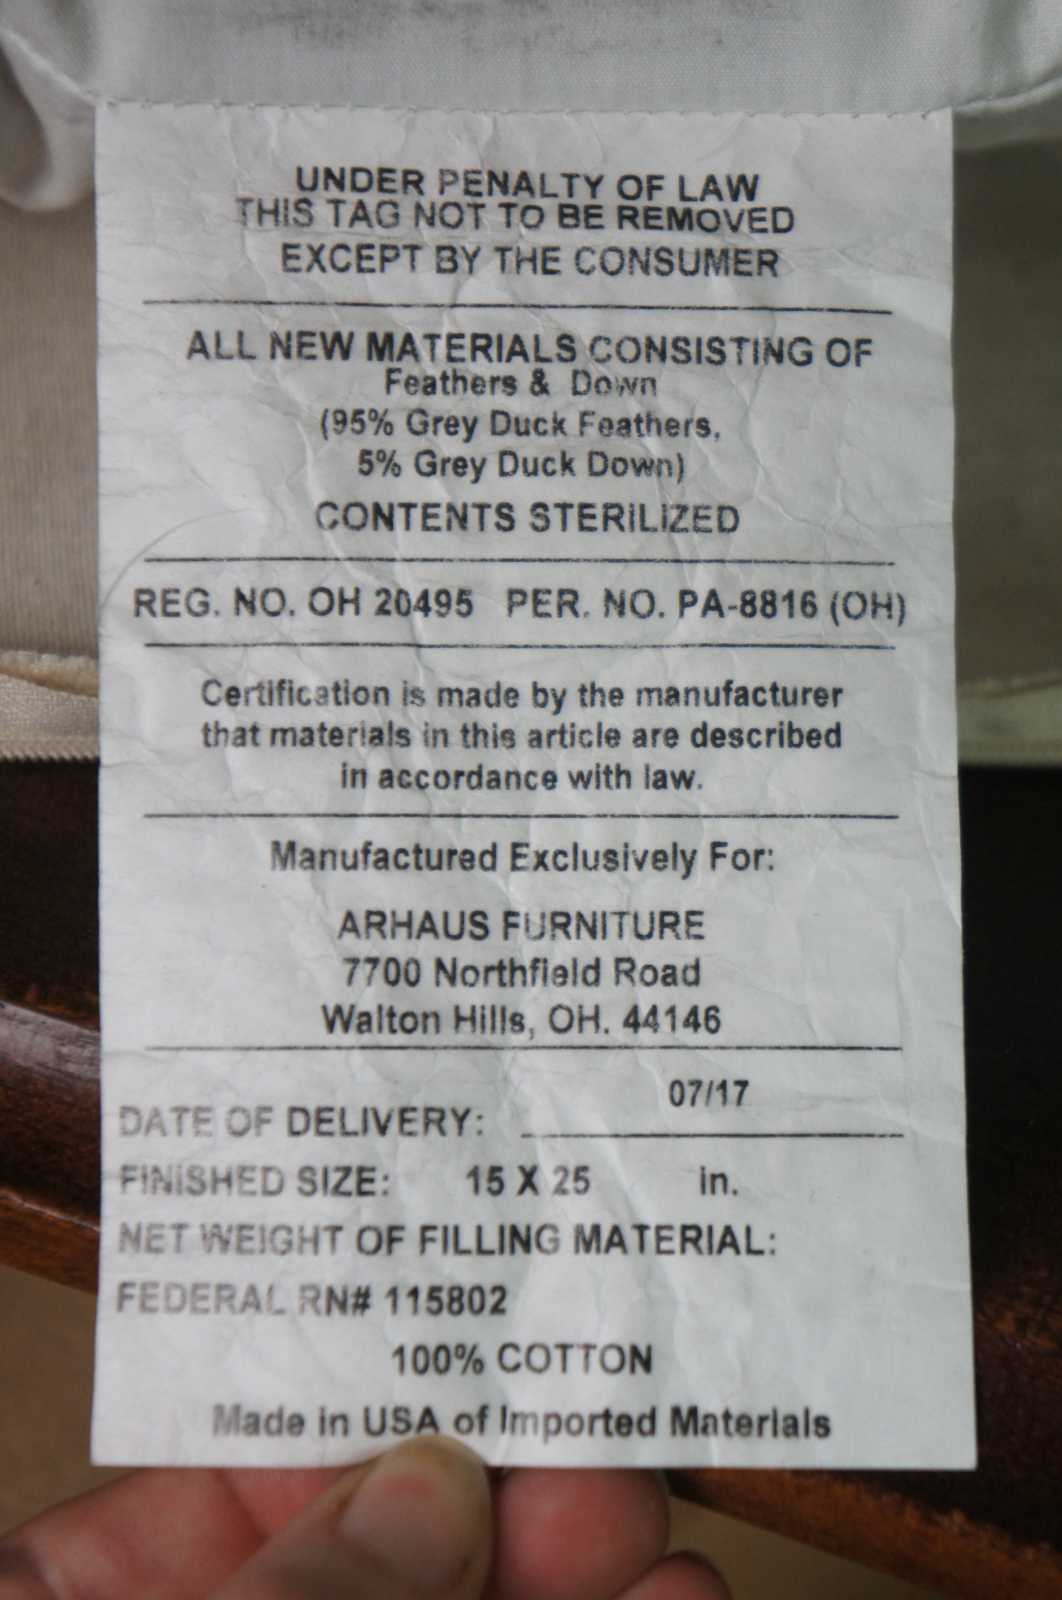 UNDER PENALTY OF LAW
THIS TAG NOT TO BE REMOVED
EXCEPT BY THE CONSUMER
ALL NEW MATERIALS CONSISTING OF
Feathers & Down
(95% Grey Duck Feathers,
5% Grey Duck Down)
CONTENTS STERILIZED
REG. NO. OH 20495 PER. NO. PA-8816 (OH)
Certification is made by the manufacturer
that materials in this article are described
in accordance with law.
Manufactured Exclusively For:
ARHAUS FURNITURE
7700 Northfield Road
Walton Hills, OH. 44146
DATE OF DELIVERY: 07/17
FINISHED SIZE: 15 X 25 in.
NET WEIGHT OF FILLING MATERIAL:
FEDERAL RN# 115802
100% COTTON
Made in USA of Imported Materials